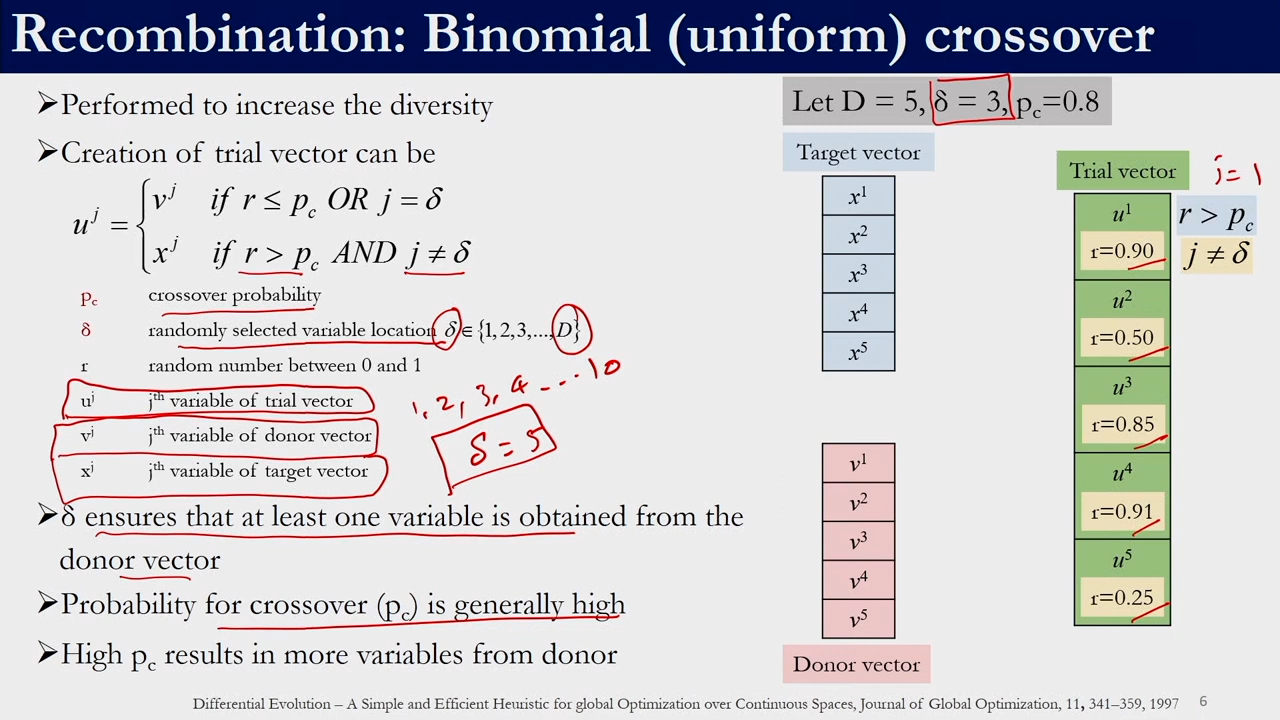 Recombination: Binomial (uniform) crossover
➤Performed to increase the diversity
➤Creation of trial vector can be
u^j = { v^j if r ≤ p_c OR j = δ
x^j if r > p_c AND j ≠ δ
p_c crossover probability
δ randomly selected variable location δ ∈ {1,2,3,...,D}
r random number between 0 and 1
u^j j^th variable of trial vector
v^j j^th variable of donor vector
x^j j^th variable of target vector
1, 2, 3, 4 --- 10
δ = 5
➤δ ensures that at least one variable is obtained from the
donor vector
➤Probability for crossover (p_c) is generally high
➤High p_c results in more variables from donor
Let D = 5, δ = 3, p_c=0.8
Target vector
x^1
x^2
x^3
x^4
x^5
v^1
v^2
v^3
v^4
v^5
Donor vector
Trial vector
j = 1
u^1
r=0.90
r > p_c
j ≠ δ
u^2
r=0.50
u^3
r=0.85
u^4
r=0.91
u^5
r=0.25
Differential Evolution – A Simple and Efficient Heuristic for global Optimization over Continuous Spaces, Journal of Global Optimization, 11, 341–359, 1997
6